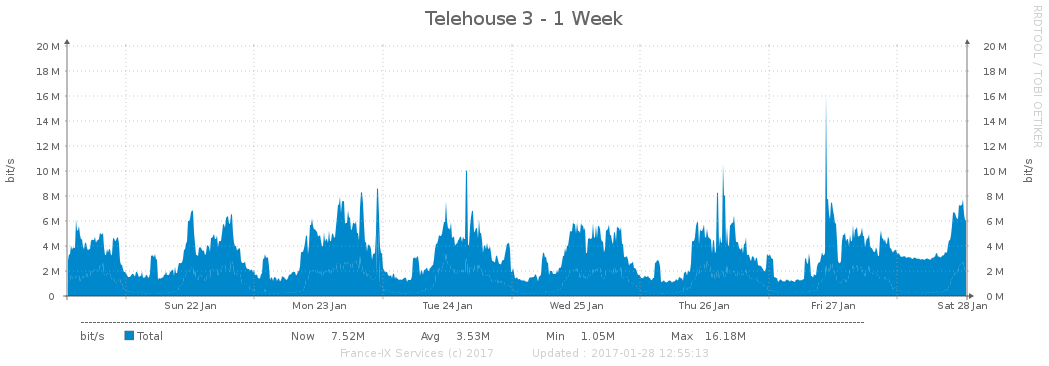 Telehouse 3 - 1 Week
RRDTOOL / TOBI OETIKER
bit/s
20 M 20 M
18 M 18 M
16 M 16 M
14 M 14 M
12 M 12 M
10 M 10 M
8 M 8 M
6 M 6 M
4 M 4 M
2 M 2 M
0 0 M
bit/s
Sun 22 Jan Mon 23 Jan Tue 24 Jan Wed 25 Jan Thu 26 Jan Fri 27 Jan Sat 28 Jan
bit/s Total Now 7.52M Avg 3.53M Min 1.05M Max 16.18M
France-IX Services (c) 2017 Updated : 2017-01-28 12:55:13